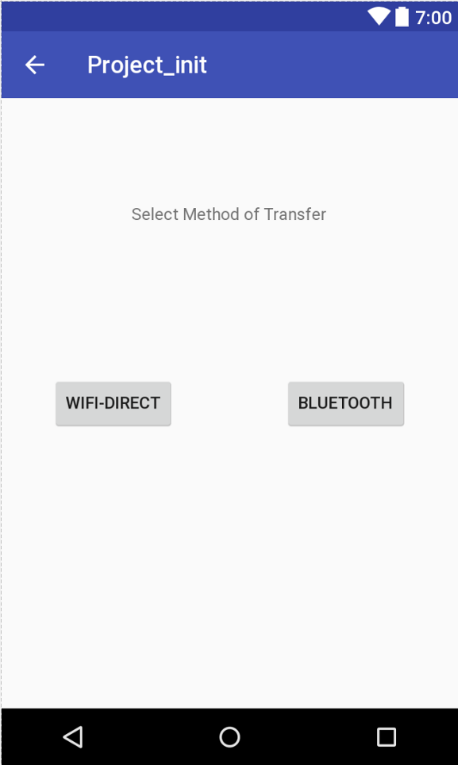 7:00
Project_init
Select Method of Transfer
WIFI-DIRECT BLUETOOTH